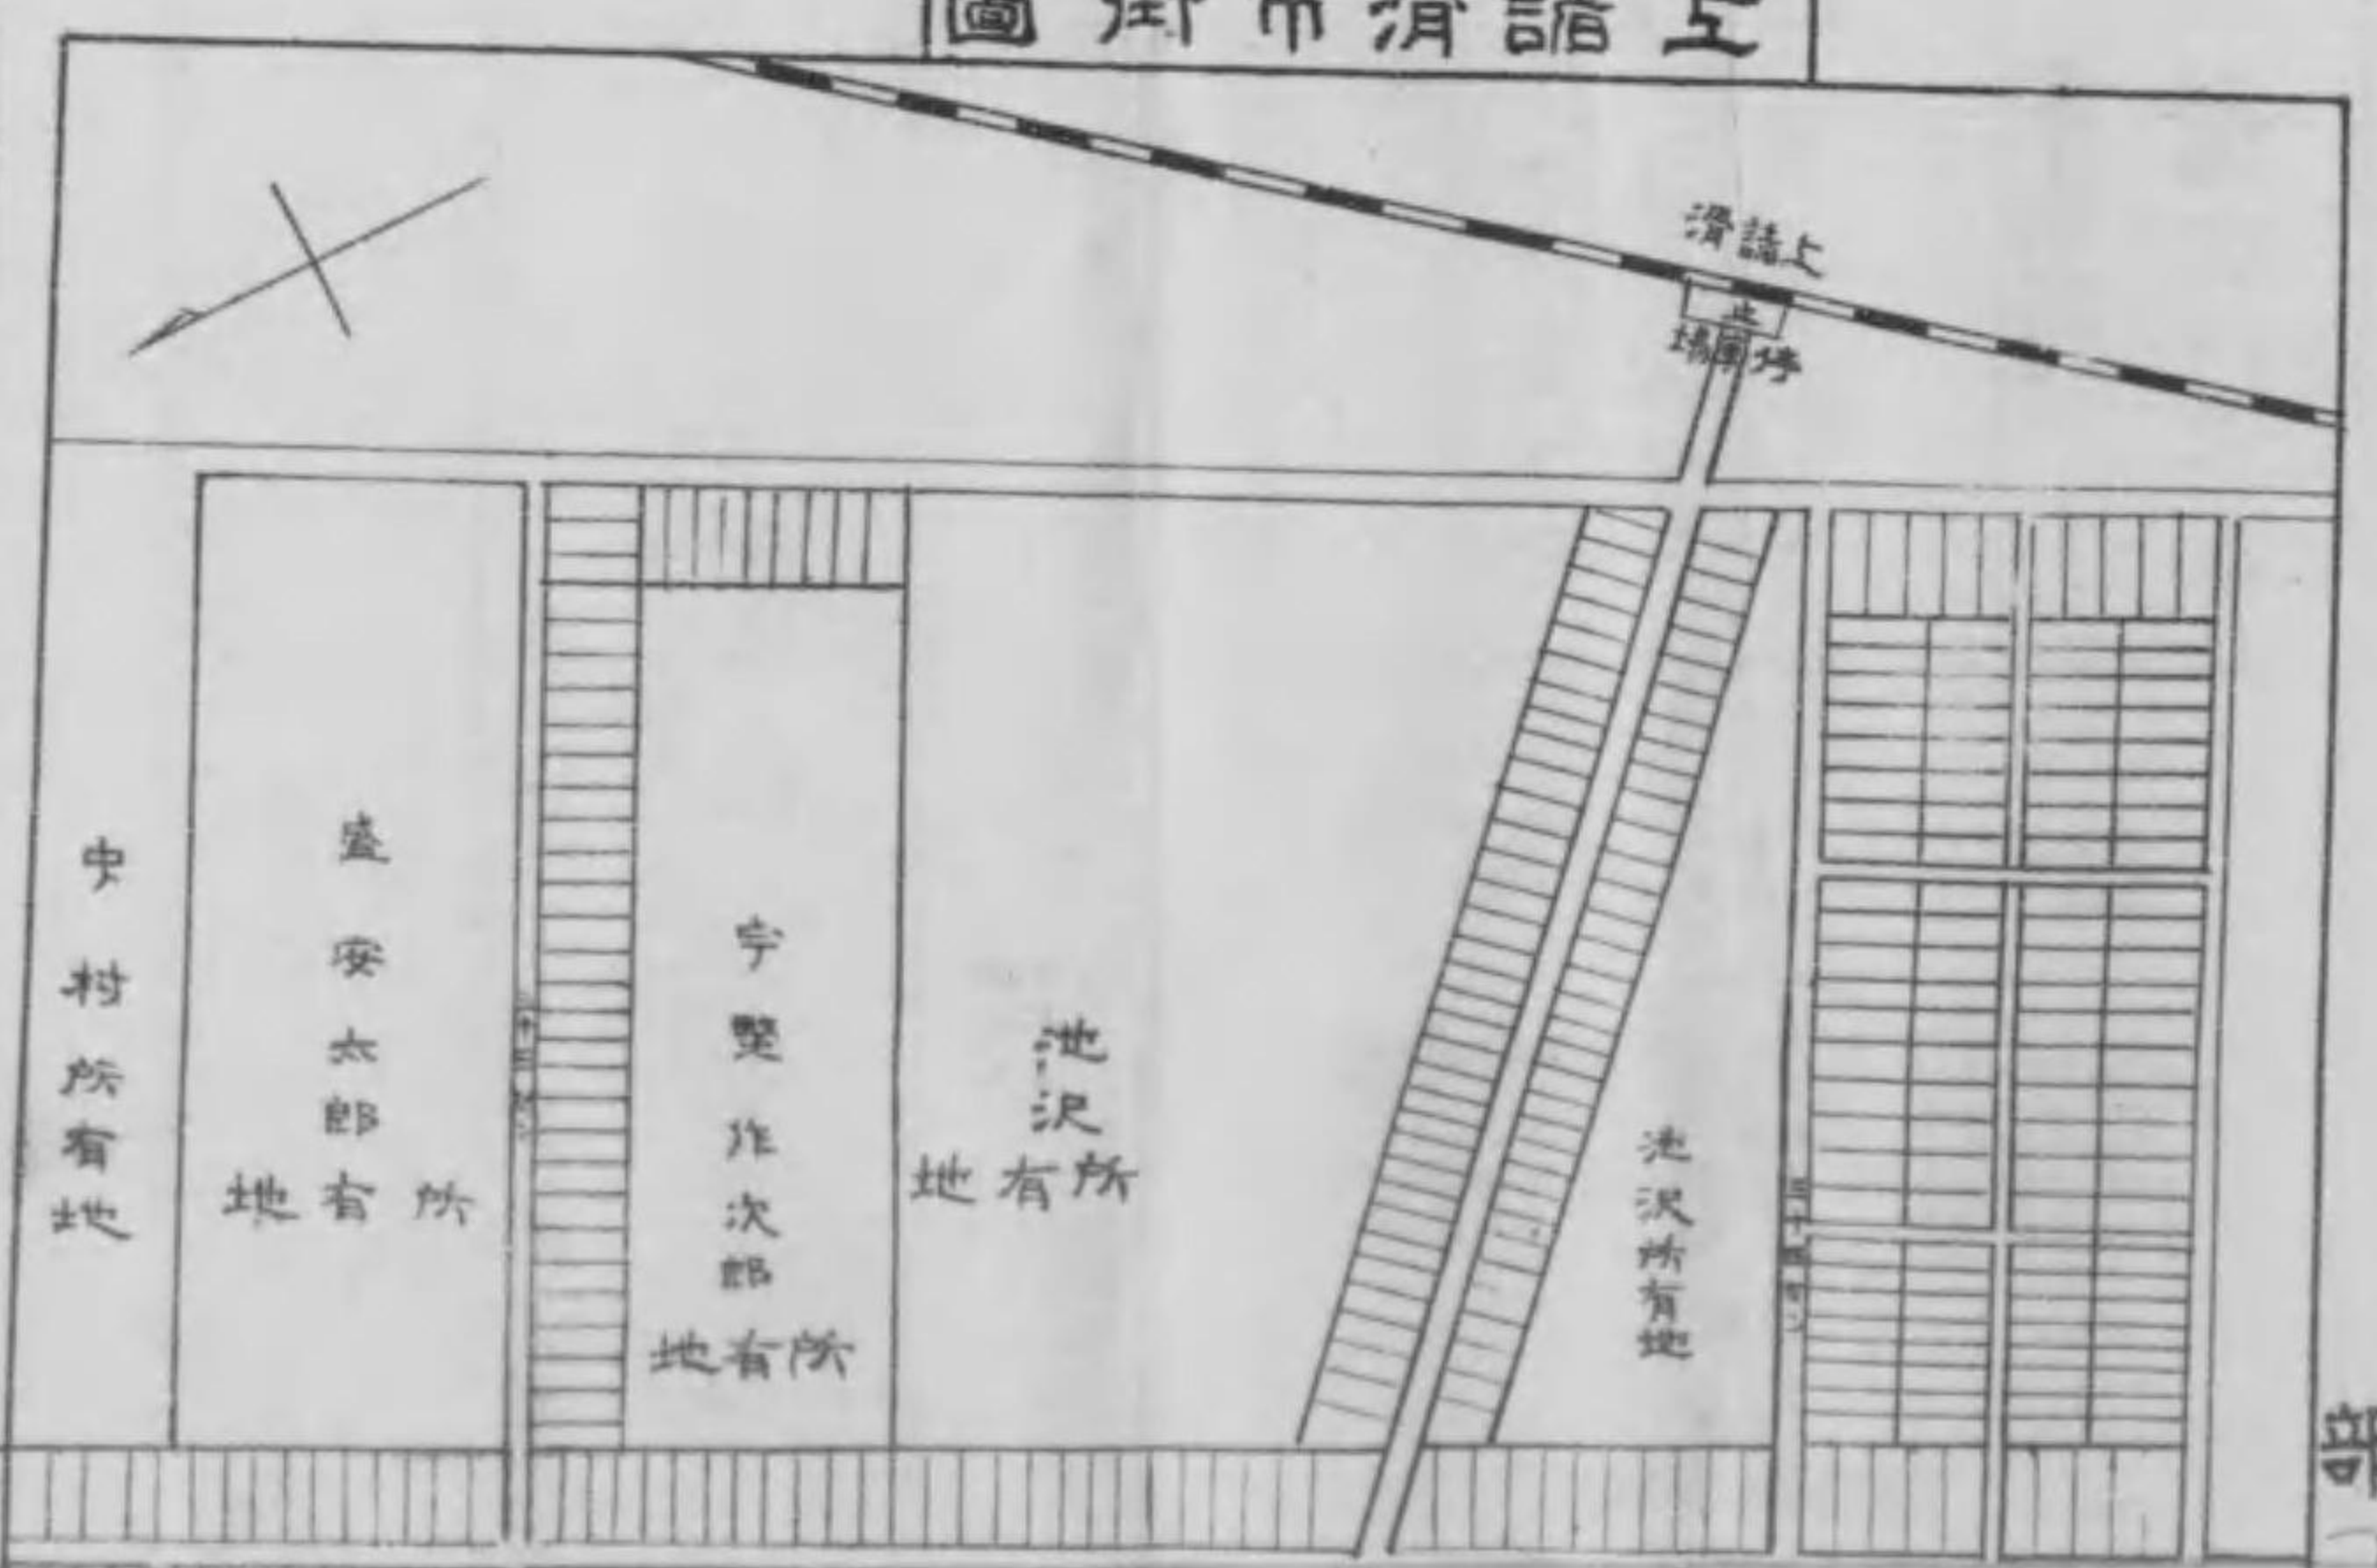 上諸滑市街圖
上諸滑
停車場
止
中村所有地
盛安太郎
所有地
宇埜作次郎
所有地
池沢
所有地
池沢所有地